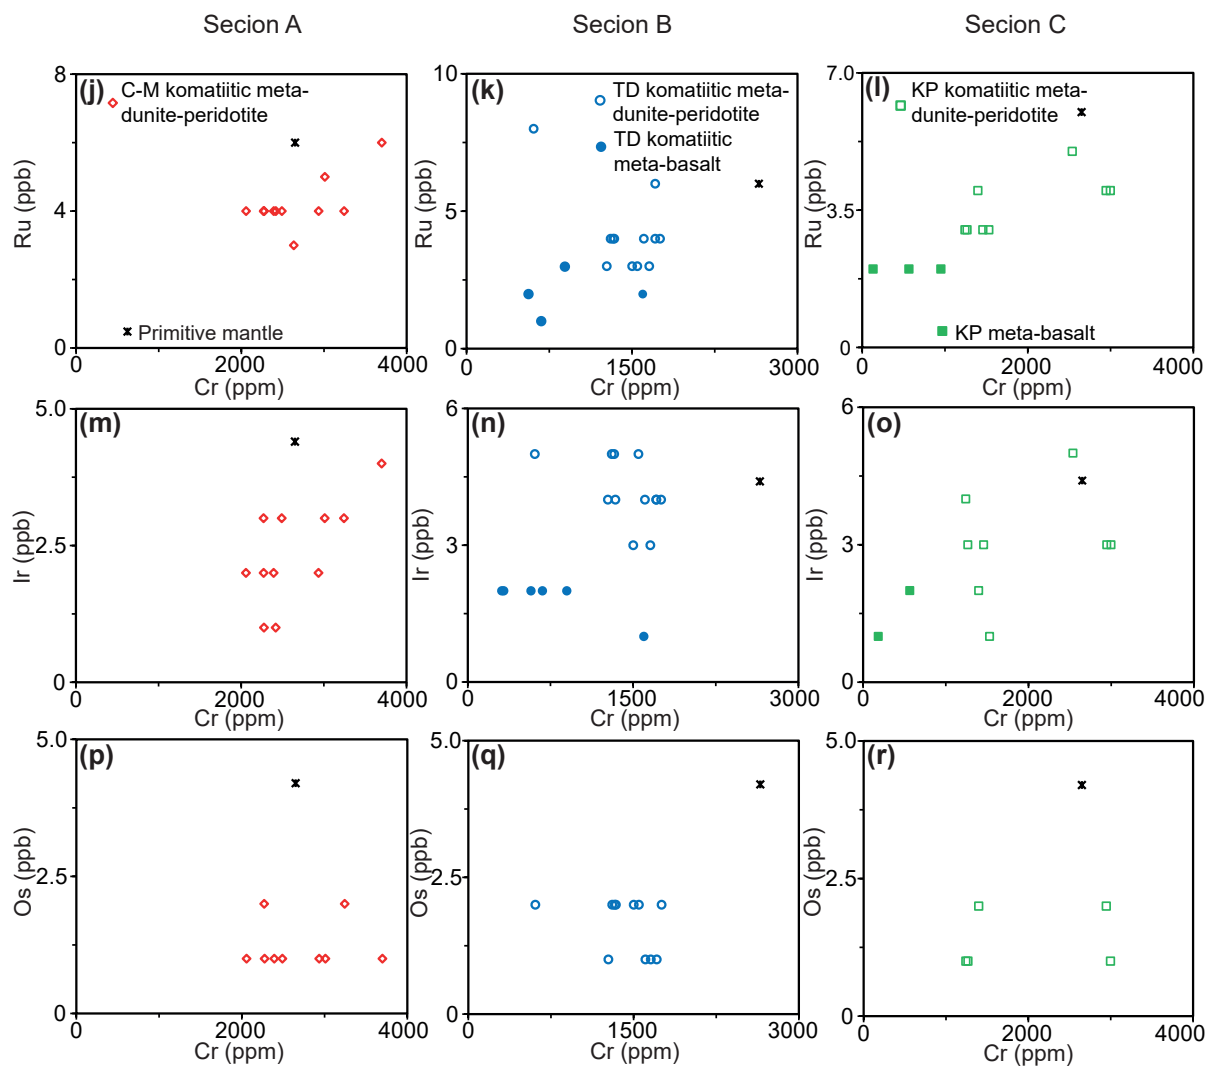 Secion A
Secion B
Secion C
(j)
C-M komatiitic meta-
dunite-peridotite
Primitive mantle
8
4
0
Ru (ppb)
0
2000
4000
Cr (ppm)
(k)
TD komatiitic meta-
dunite-peridotite
TD komatiitic
meta-basalt
10
5
0
Ru (ppb)
0
1500
3000
Cr (ppm)
(l)
KP komatiitic meta-
dunite-peridotite
KP meta-basalt
7.0
3.5
0
Ru (ppb)
0
2000
4000
Cr (ppm)
(m)
5.0
2.5
0
Ir (ppb)
0
2000
4000
Cr (ppm)
(n)
6
3
0
Ir (ppb)
0
1500
3000
Cr (ppm)
(o)
6
3
0
Ir (ppb)
0
2000
4000
Cr (ppm)
(p)
5.0
2.5
0
Os (ppb)
0
2000
4000
Cr (ppm)
(q)
5.0
2.5
0
Os (ppb)
0
1500
3000
Cr (ppm)
(r)
5.0
2.5
0
Os (ppb)
0
2000
4000
Cr (ppm)